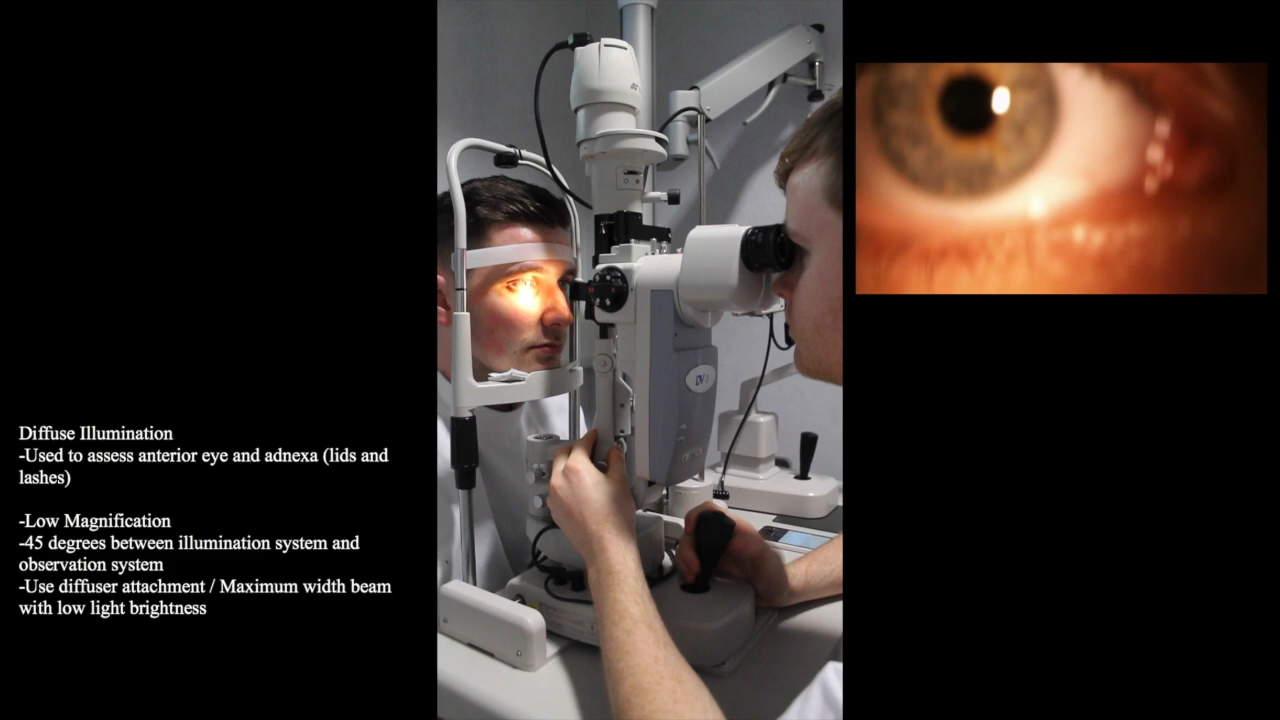 Diffuse Illumination
-Used to assess anterior eye and adnexa (lids and
lashes)
-Low Magnification
-45 degrees between illumination system and
observation system
-Use diffuser attachment / Maximum width beam
with low light brightness